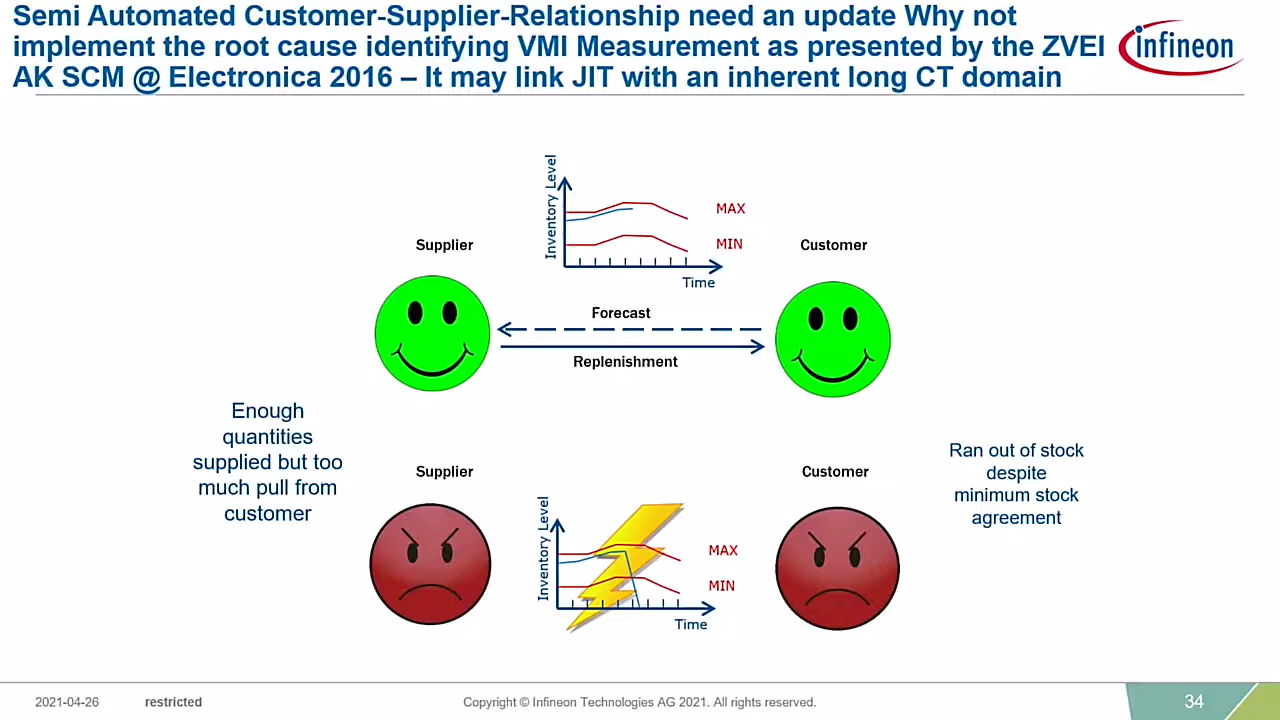 Semi Automated Customer-Supplier-Relationship need an update Why not
implement the root cause identifying VMI Measurement as presented by the ZVEI
AK SCM @ Electronica 2016 – It may link JIT with an inherent long CT domain
infineon
Inventory Level
MAX
MIN
Time
Supplier
Customer
Forecast
Replenishment
Enough
quantities
supplied but too
much pull from
customer
Ran out of stock
despite
minimum stock
agreement
Supplier
Customer
Inventory Level
MAX
MIN
Time
2021-04-26
restricted
Copyright © Infineon Technologies AG 2021. All rights reserved.
34